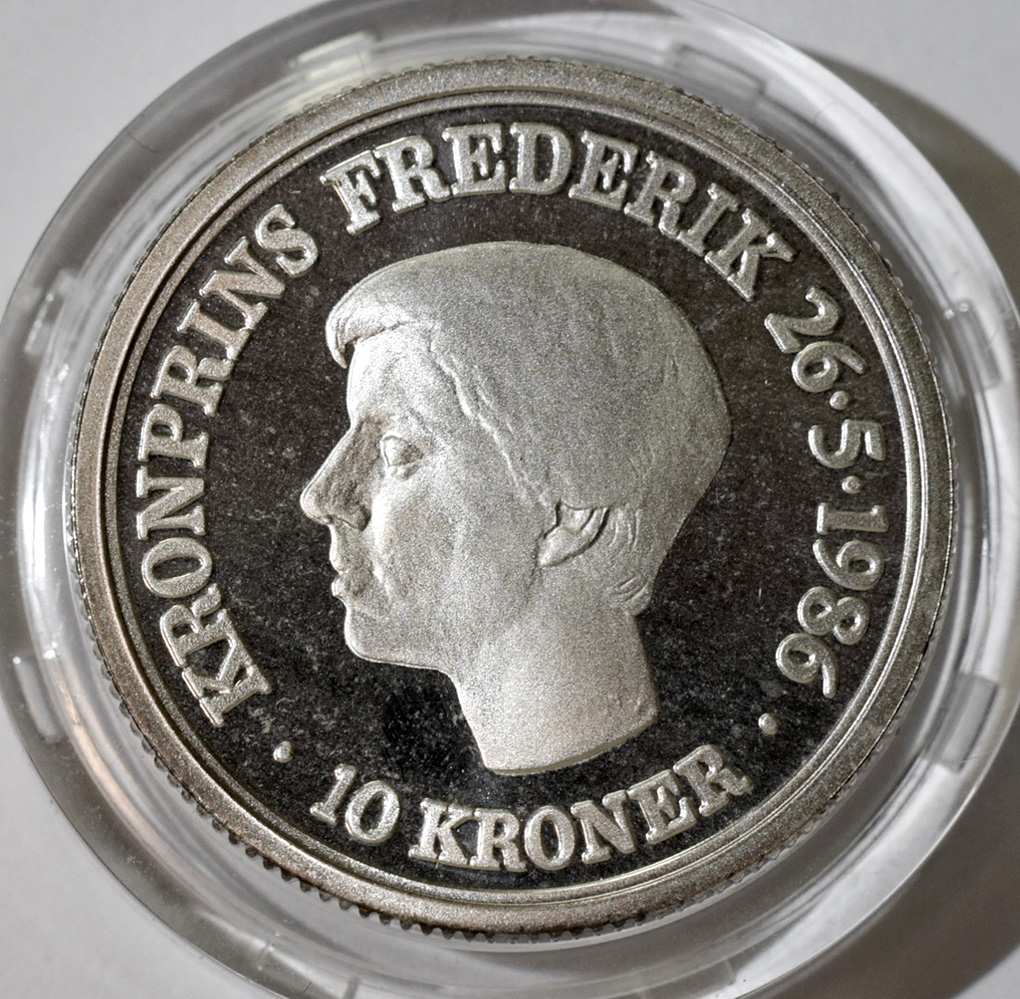 KRONPRINS FREDERIK 26·5·1986
· 10 KRONER ·